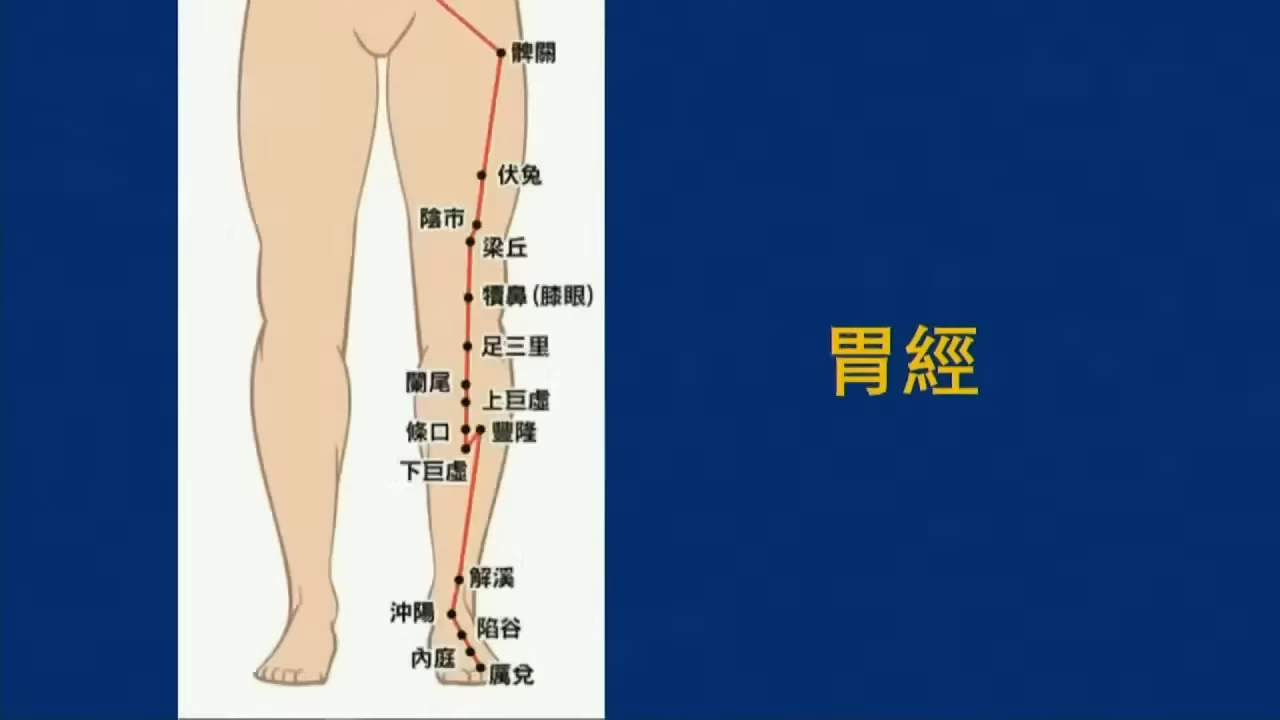 髀關
伏兔
陰市
梁丘
犢鼻(膝眼)
足三里
闌尾
上巨虛
條口
豐隆
下巨虛
解溪
沖陽
陷谷
內庭
厲兌
胃經